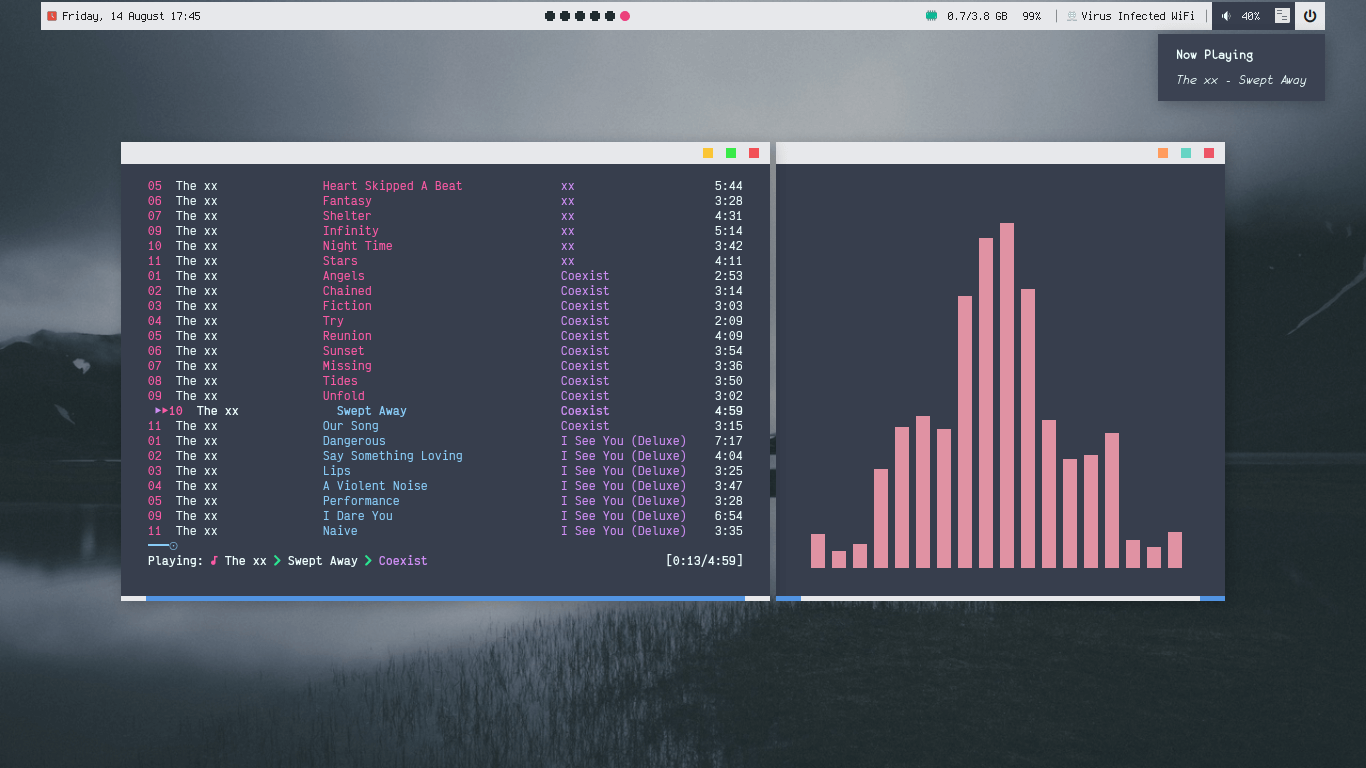 Friday, 14 August 17:45
0.7/3.8 GB 99% | Virus Infected WiFi | 40%
Now Playing
The xx - Swept Away
05 The xx Heart Skipped A Beat xx 5:44
06 The xx Fantasy xx 3:28
07 The xx Shelter xx 4:31
09 The xx Infinity xx 5:14
10 The xx Night Time xx 3:42
11 The xx Stars xx 4:11
01 The xx Angels Coexist 2:53
02 The xx Chained Coexist 3:14
03 The xx Fiction Coexist 3:03
04 The xx Try Coexist 2:09
05 The xx Reunion Coexist 4:09
06 The xx Sunset Coexist 3:54
07 The xx Missing Coexist 3:36
08 The xx Tides Coexist 3:50
09 The xx Unfold Coexist 3:02
10 The xx Swept Away Coexist 4:59
11 The xx Our Song Coexist 3:15
01 The xx Dangerous I See You (Deluxe) 7:17
02 The xx Say Something Loving I See You (Deluxe) 4:04
03 The xx Lips I See You (Deluxe) 3:25
04 The xx A Violent Noise I See You (Deluxe) 3:47
05 The xx Performance I See You (Deluxe) 3:28
09 The xx I Dare You I See You (Deluxe) 6:54
11 The xx Naive I See You (Deluxe) 3:35
Playing: ♪ The xx > Swept Away > Coexist [0:13/4:59]